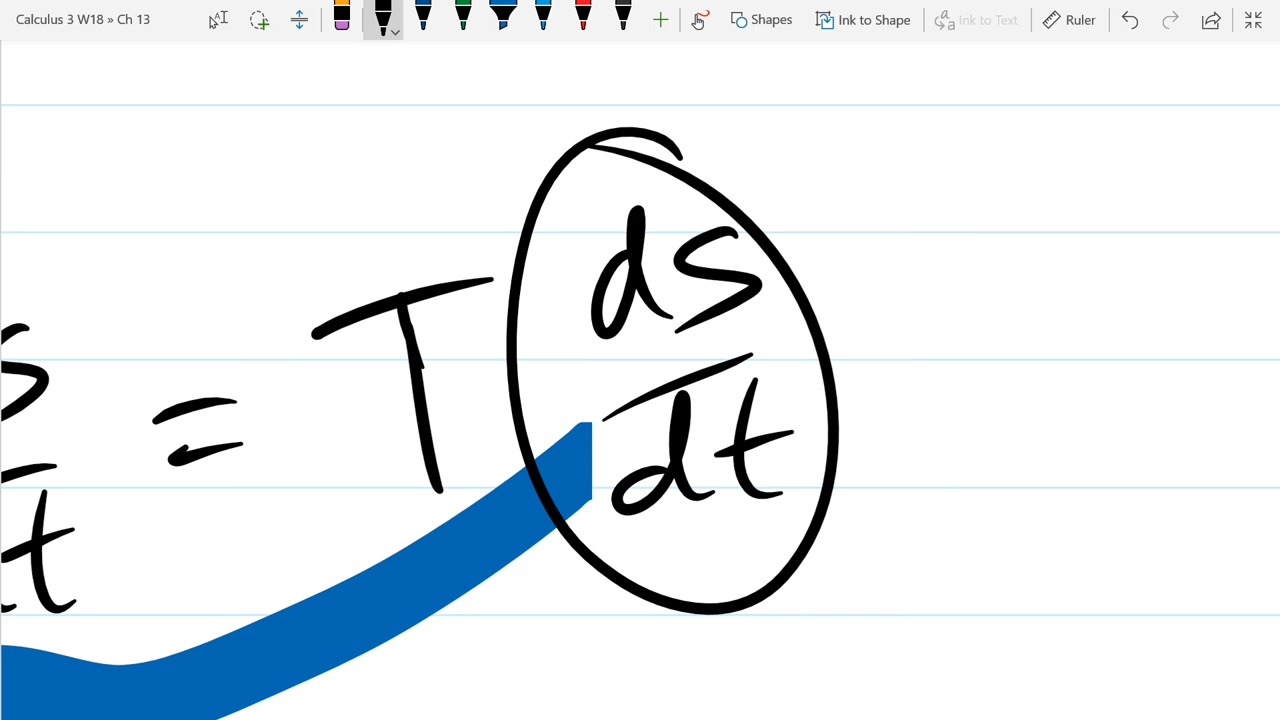 Calculus 3 W18 » Ch 13
Shapes
Ink to Shape
Ink to Text
Ruler
s/t = T ds/dt